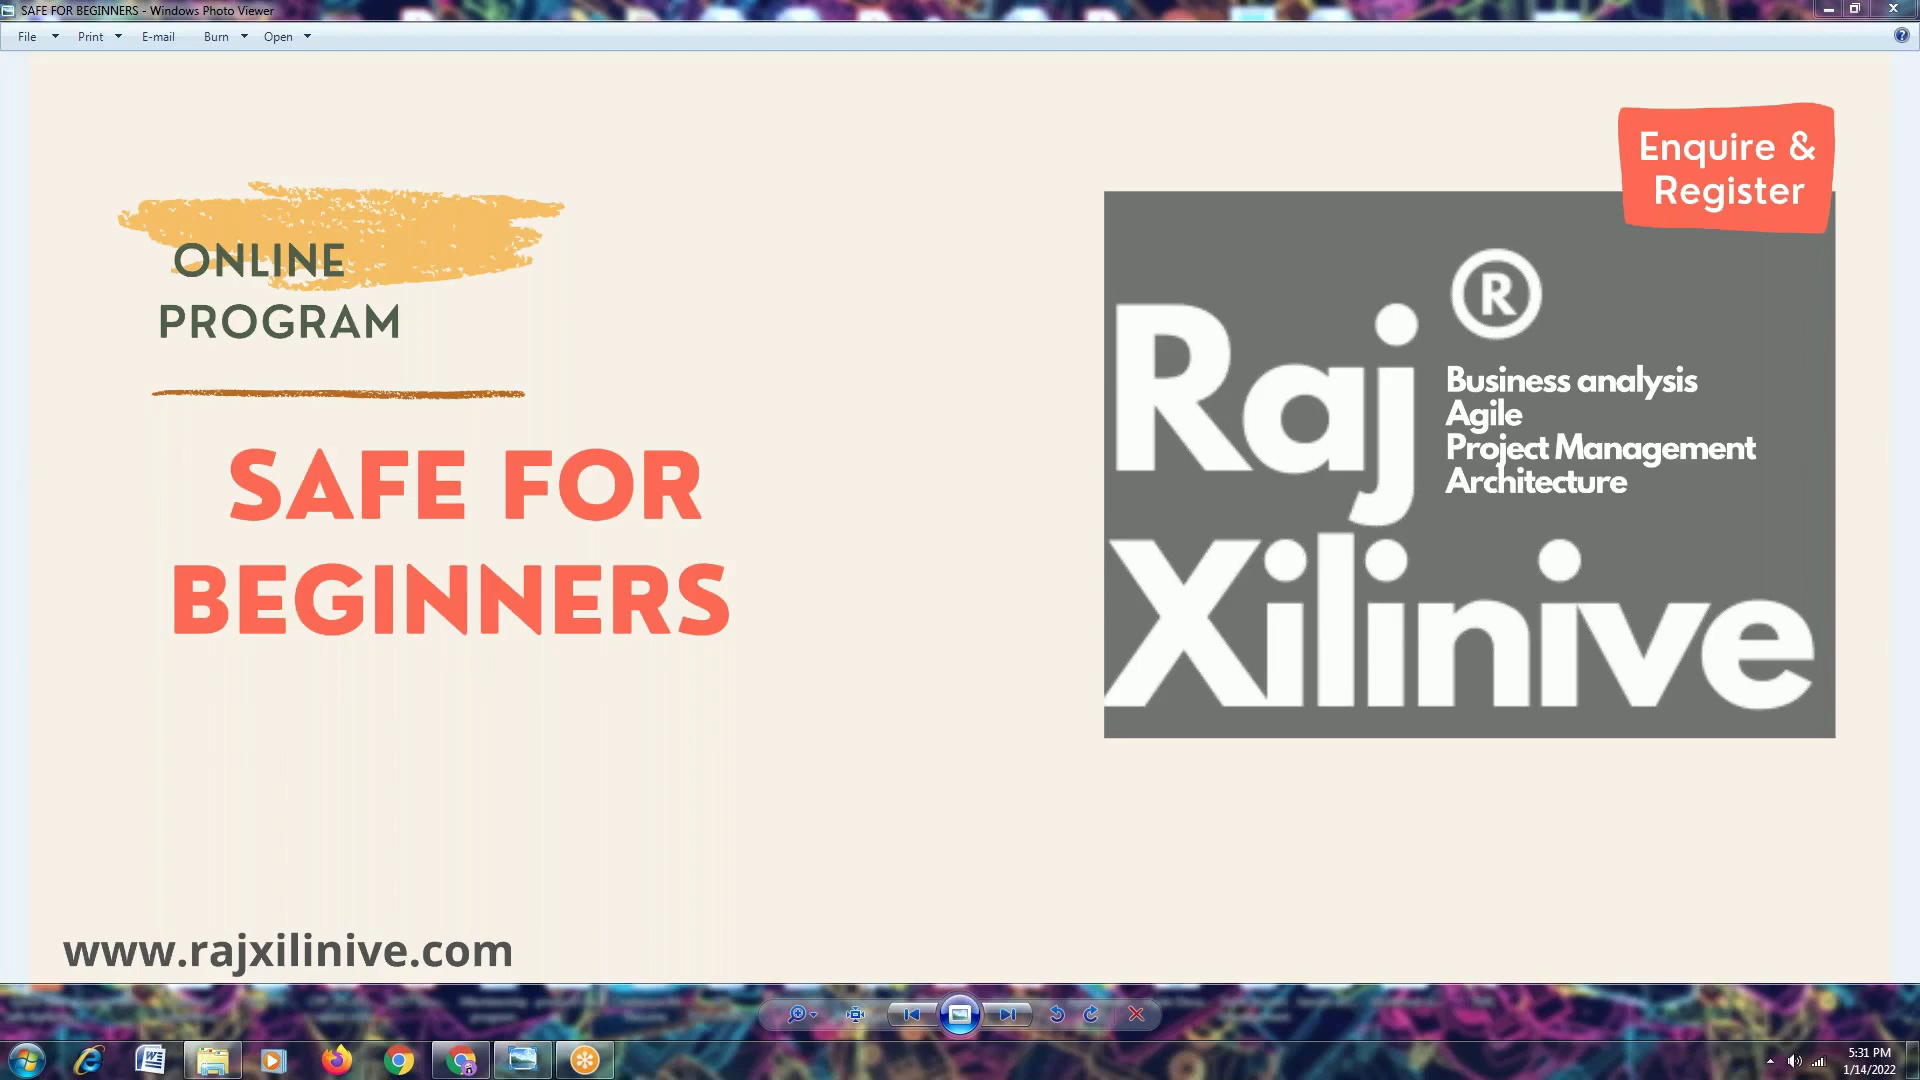 SAFE FOR BEGINNERS - Windows Photo Viewer
File Print E-mail Burn Open
Enquire &
Register
ONLINE
PROGRAM
SAFE FOR
BEGINNERS
Raj ®
Business analysis
Agile
Project Management
Architecture
Xilinive
www.rajxilinive.com
5:31 PM
1/14/2022